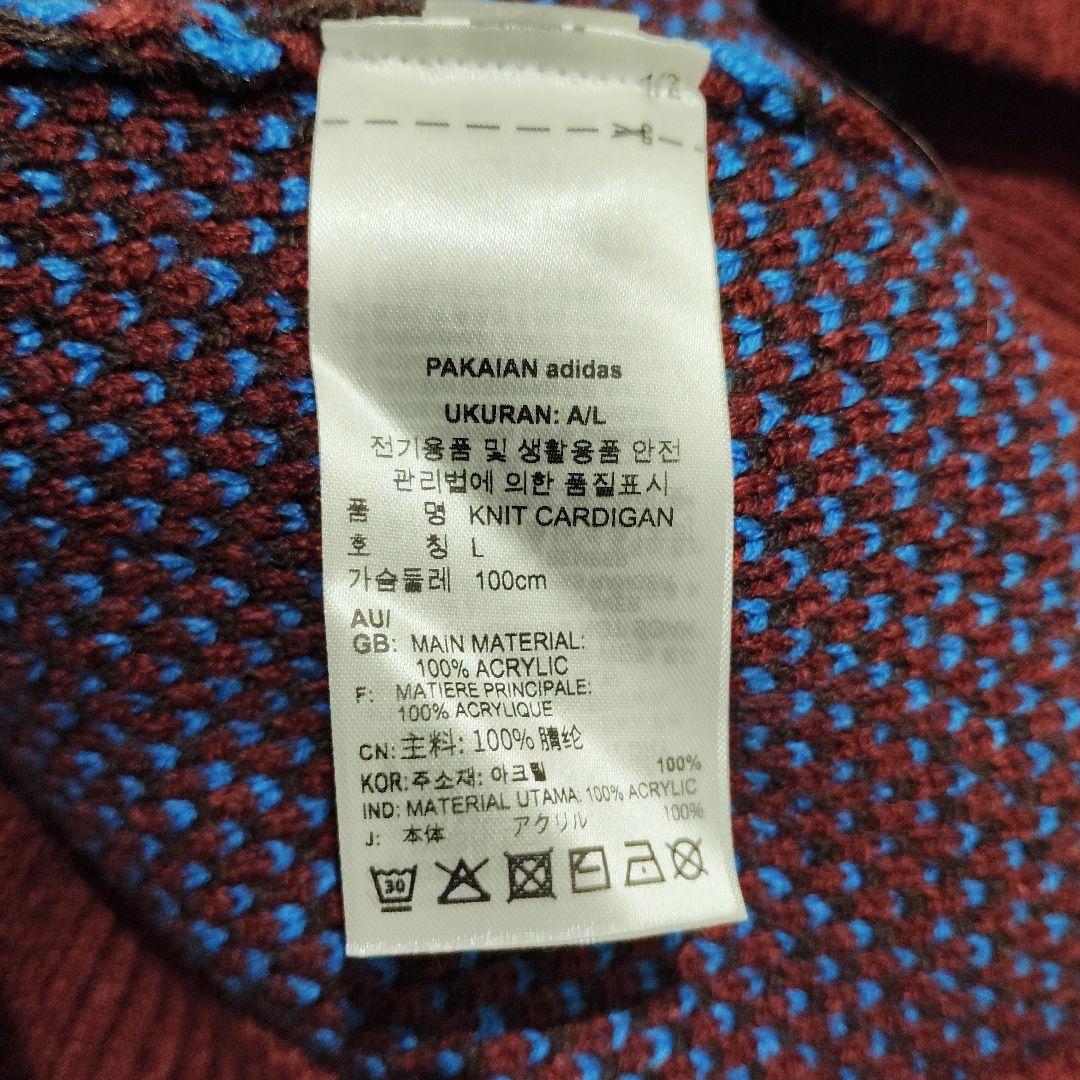 1/2
PAKAIAN adidas
UKURAN: A/L
전기용품 및 생활용품 안전
관리법에 의한 품질표시
품 명 KNIT CARDIGAN
호 칭 L
가슴둘레 100cm
AU/
GB: MAIN MATERIAL:
100% ACRYLIC
F: MATIERE PRINCIPALE:
100% ACRYLIQUE
CN: 主料: 100% 腈纶
KOR: 주소재: 아크릴 100%
IND: MATERIAL UTAMA: 100% ACRYLIC
J: 本体 アクリル 100%
30